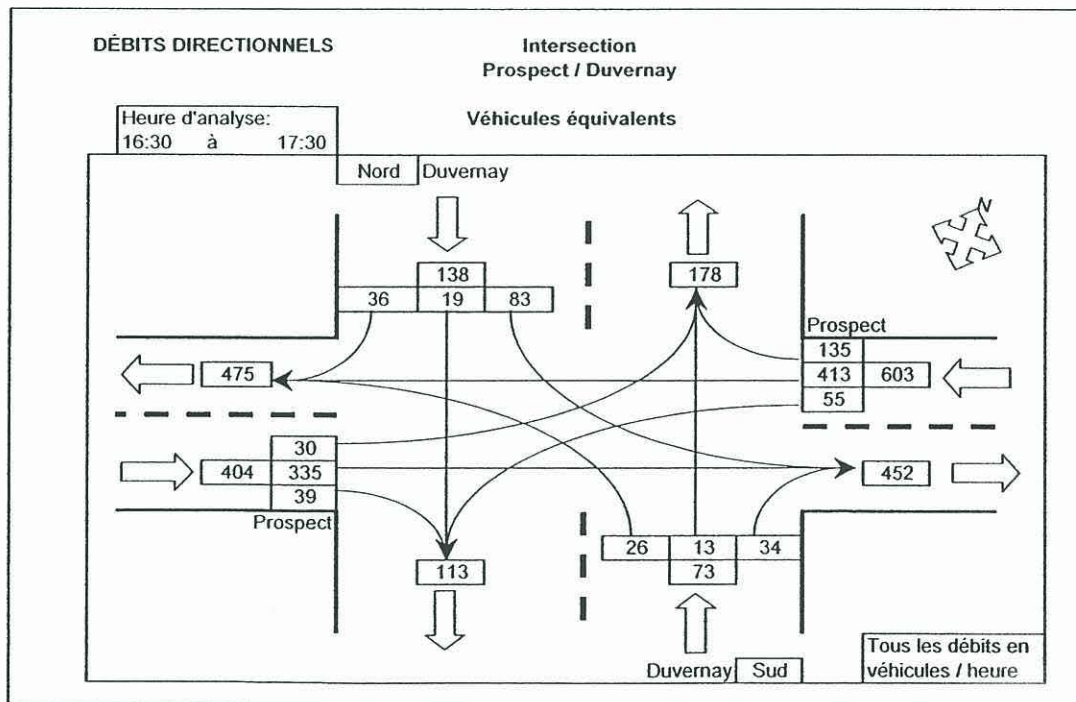 DÉBITS DIRECTIONNELS
Intersection
Prospect / Duvernay
Véhicules équivalents
Heure d'analyse:
16:30 à 17:30
Nord Duvernay
N
138
36 19 83
178
Prospect
135
413 603
55
475
30
404 335
39
Prospect
452
113
26 13 34
73
Duvernay Sud
Tous les débits en
véhicules / heure